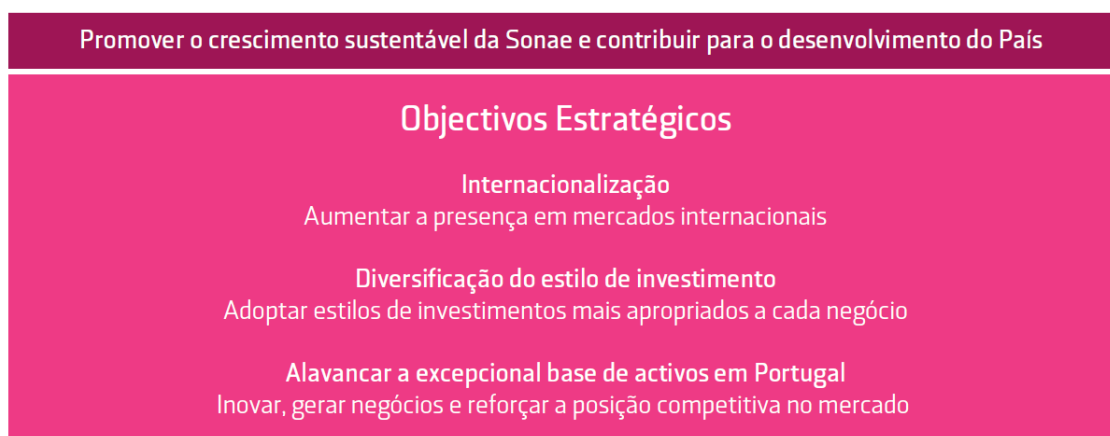 Promover o crescimento sustentável da Sonae e contribuir para o desenvolvimento do País
Objectivos Estratégicos
Internacionalização
Aumentar a presença em mercados internacionais
Diversificação do estilo de investimento
Adoptar estilos de investimentos mais apropriados a cada negócio
Alavancar a excepcional base de activos em Portugal
Inovar, gerar negócios e reforçar a posição competitiva no mercado